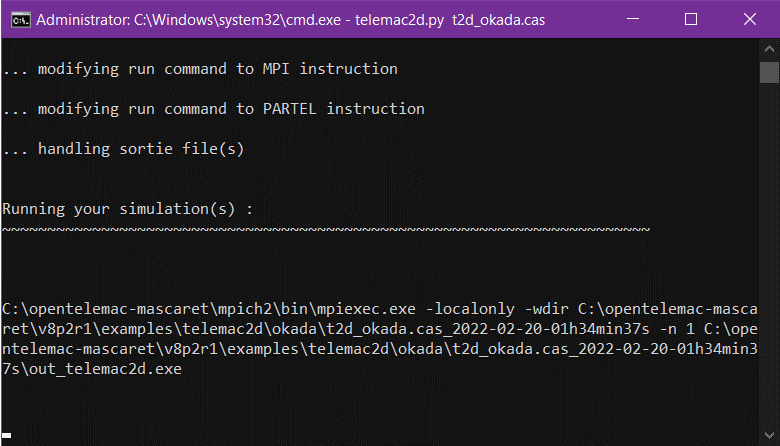 Administrator: C:\Windows\system32\cmd.exe - telemac2d.py  t2d_okada.cas
... modifying run command to MPI instruction
... modifying run command to PARTEL instruction
... handling sortie file(s)
Running your simulation(s) :
~~~~~~~~~~~~~~~~~~~~~~~~~~~~~~~~~~~~~~~~~~~~~~~~~~~~~~~~~~~~~~~~~~~~~~~~
C:\opentelemac-mascaret\mpich2\bin\mpiexec.exe -localonly -wdir C:\opentelemac-masca
ret\v8p2r1\examples\telemac2d\okada\t2d_okada.cas_2022-02-20-01h34min37s -n 1 C:\ope
ntelemac-mascaret\v8p2r1\examples\telemac2d\okada\t2d_okada.cas_2022-02-20-01h34min3
7s\out_telemac2d.exe